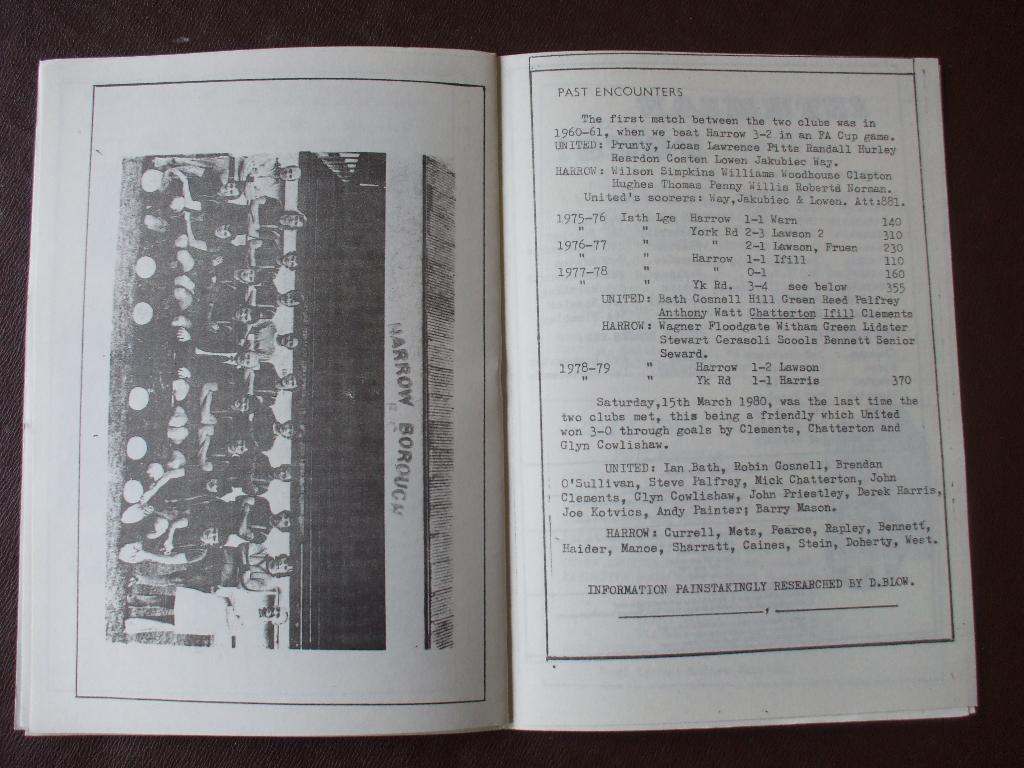 HARROW BOROUGH
F C
PAST ENCOUNTERS
The first match between the two clubs was in
1960-61, when we beat Harrow 3-2 in an FA Cup game.
UNITED: Prunty, Lucas Lawrence Pitts Randall Hurley
Reardon Costen Lowen Jakubiec Way.
HARROW: Wilson Simpkins Williams Woodhouse Clapton
Hughes Thomas Penny Willis Roberts Norman.
United's scorers: Way,Jakubiec & Lowen. Att:881.
1975-76 Isth Lge Harrow 1-1 Warn 140
" " York Rd 2-3 Lawson 2 310
1976-77 " " 2-1 Lawson, Fruen 230
" " Harrow 1-1 Ifill 110
1977-78 " " 0-1 160
" " Yk Rd. 3-4 see below 355
UNITED: Bath Gosnell Hill Green Reed Palfrey
Anthony Watt Chatterton Ifill Clements
HARROW: Wagner Floodgate Witham Green Lidster
Stewart Cerasoli Scools Bennett Senior
Seward.
1978-79 " Harrow 1-2 Lawson
" " Yk Rd 1-1 Harris 370
Saturday,15th March 1980, was the last time the
two clubs met, this being a friendly which United
won 3-0 through goals by Clements, Chatterton and
Glyn Cowlishaw.
UNITED: Ian Bath, Robin Gosnell, Brendan
O'Sullivan, Steve Palfrey, Mick Chatterton, John
Clements, Glyn Cowlishaw, John Priestley, Derek Harris,
Joe Kotvics, Andy Painter; Barry Mason.
HARROW: Currell, Metz, Pearce, Rapley, Bennett,
Haider, Manoe, Sharratt, Caines, Stein, Doherty, West.
INFORMATION PAINSTAKINGLY RESEARCHED BY D.BLOW.